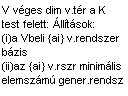 V véges dim v.tér a K
test felett: Állítások:
(i)a Vbeli {ai} v.rendszer
bázis
(ii)az {ai} v.rszr minimális
elemszámú gener.rendsz